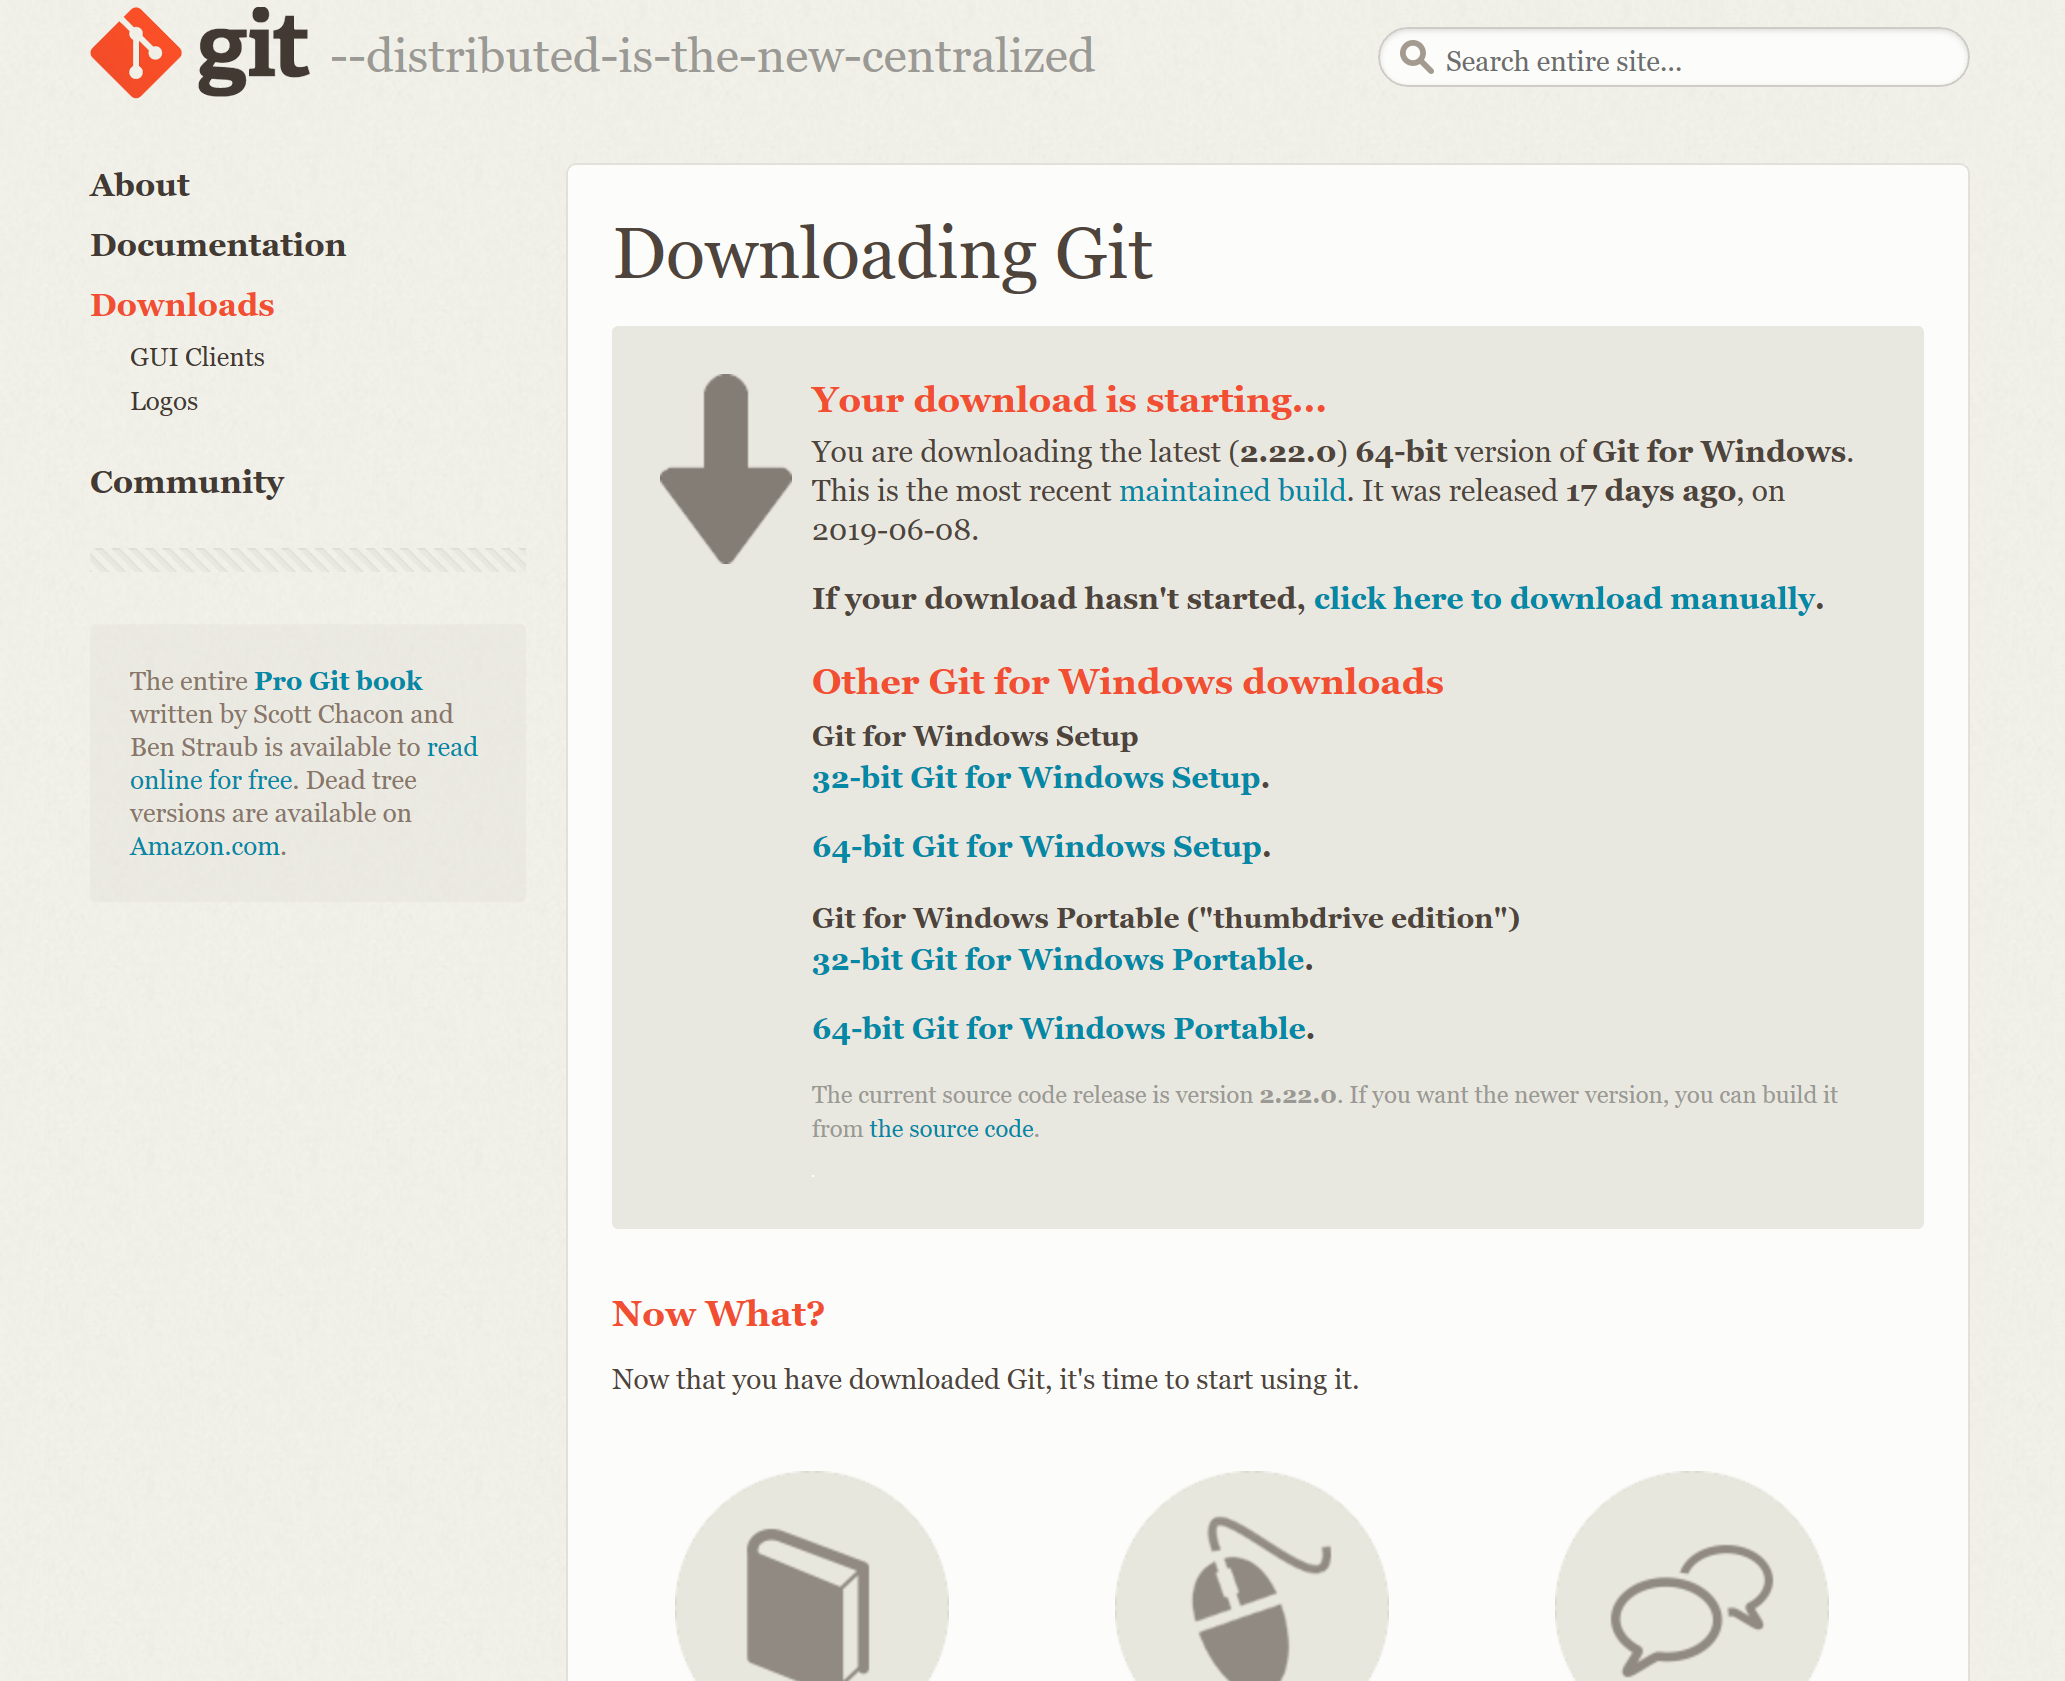 git --distributed-is-the-new-centralized
Search entire site...
About
Documentation
Downloads
GUI Clients
Logos
Community
The entire Pro Git book
written by Scott Chacon and
Ben Straub is available to read
online for free. Dead tree
versions are available on
Amazon.com.
Downloading Git
Your download is starting...
You are downloading the latest (2.22.0) 64-bit version of Git for Windows.
This is the most recent maintained build. It was released 17 days ago, on
2019-06-08.
If your download hasn't started, click here to download manually.
Other Git for Windows downloads
Git for Windows Setup
32-bit Git for Windows Setup.
64-bit Git for Windows Setup.
Git for Windows Portable ("thumbdrive edition")
32-bit Git for Windows Portable.
64-bit Git for Windows Portable.
The current source code release is version 2.22.0. If you want the newer version, you can build it
from the source code.
Now What?
Now that you have downloaded Git, it's time to start using it.